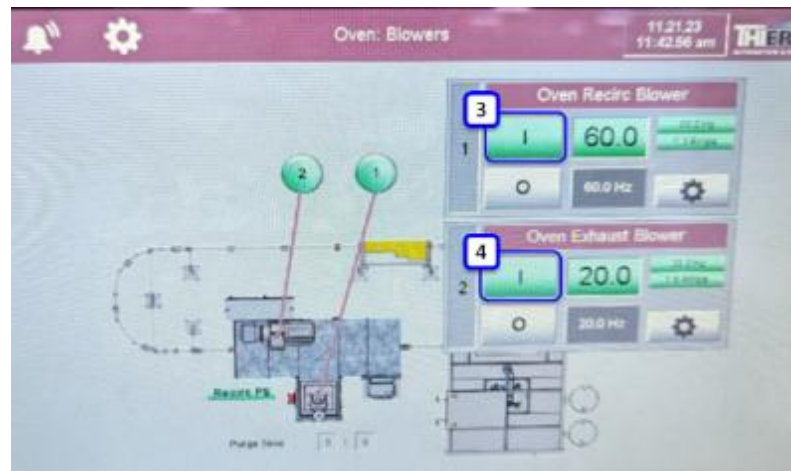 Oven: Blowers
11.21.23
11:42:56 am
THIER
Oven Recirc Blower
3
1
I
60.0
O
60.0 Hz
2
1
Oven Exhaust Blower
4
2
I
20.0
O
20.0 Hz
Recirc PS
Purge Time